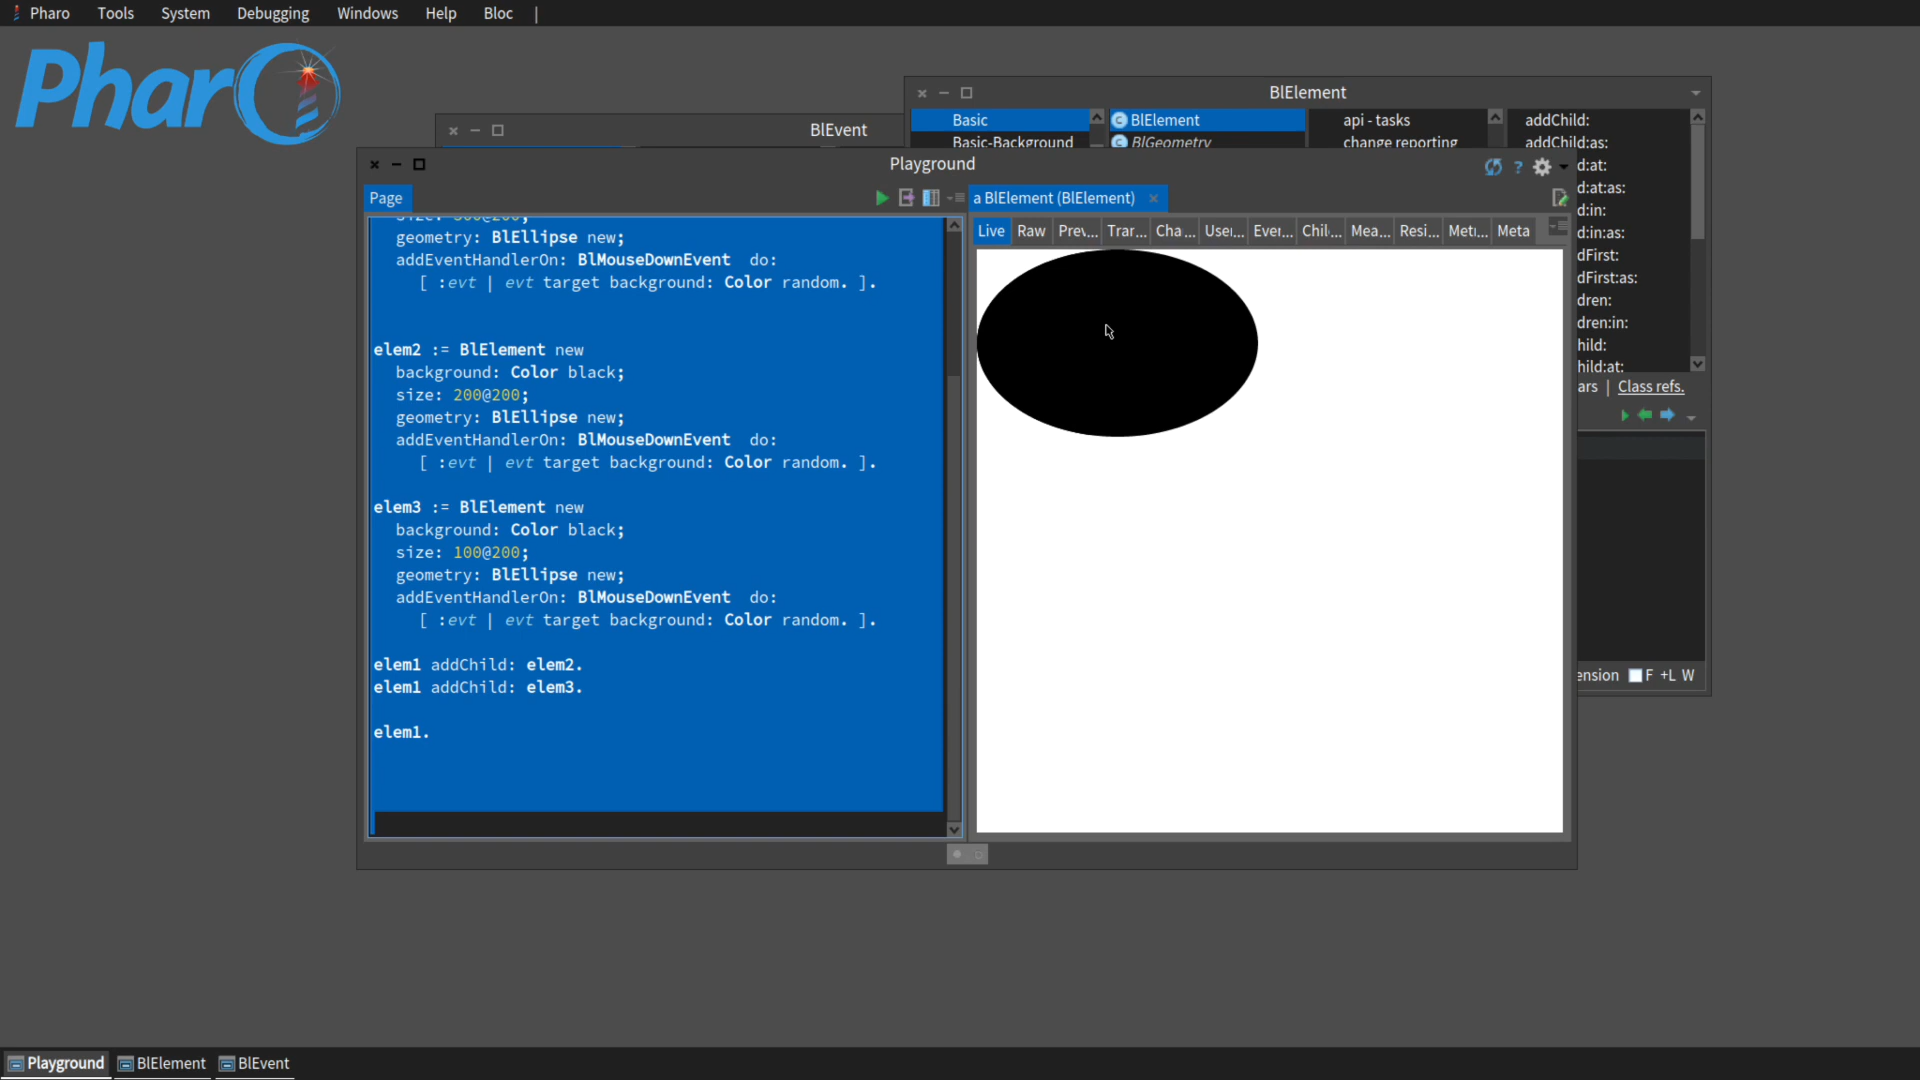 Pharo Tools System Debugging Windows Help Bloc |
Pharo
BlElement
Basic BlElement api - tasks addChild:
Basic-Background BlGeometry change reporting addChild:as:
BlEvent
Playground
d:at:
d:at:as:
d:in:
d:in:as:
dFirst:
dFirst:as:
dren:
dren:in:
hild:
hild:at:
ars | Class refs.
ension F +L W
Page
a BlElement (BlElement)
Live Raw Prev... Trar... Cha... Use... Ever... Chil... Mea... Resi... Met... Meta
geometry: BlEllipse new;
addEventHandlerOn: BlMouseDownEvent  do:
[ :evt | evt target background: Color random. ].
elem2 := BlElement new
background: Color black;
size: 200@200;
geometry: BlEllipse new;
addEventHandlerOn: BlMouseDownEvent  do:
[ :evt | evt target background: Color random. ].
elem3 := BlElement new
background: Color black;
size: 100@200;
geometry: BlEllipse new;
addEventHandlerOn: BlMouseDownEvent  do:
[ :evt | evt target background: Color random. ].
elem1 addChild: elem2.
elem1 addChild: elem3.
elem1.
Playground BlElement BlEvent